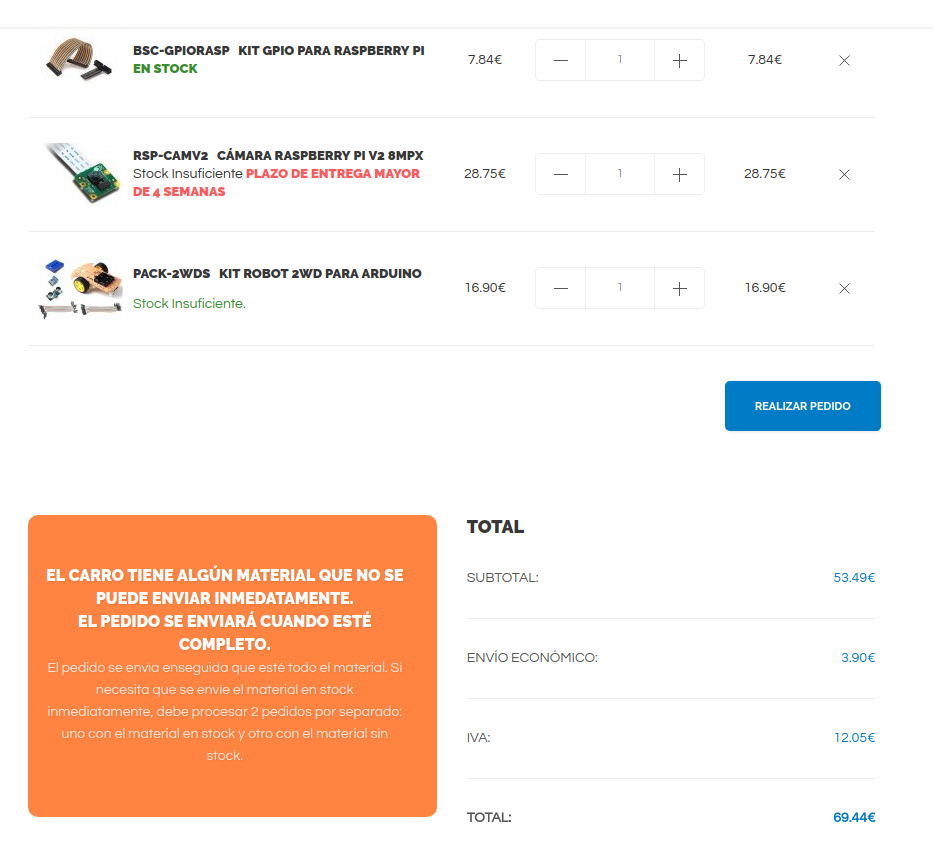 BSC-GPIORASP KIT GPIO PARA RASPBERRY PI
EN STOCK
7.84€
1
7.84€
RSP-CAMV2 CÁMARA RASPBERRY PI V2 8MPX
Stock Insuficiente PLAZO DE ENTREGA MAYOR
DE 4 SEMANAS
28.75€
1
28.75€
PACK-2WDS KIT ROBOT 2WD PARA ARDUINO
Stock Insuficiente.
16.90€
1
16.90€
REALIZAR PEDIDO
EL CARRO TIENE ALGÚN MATERIAL QUE NO SE
PUEDE ENVIAR INMEDATAMENTE.
EL PEDIDO SE ENVIARÁ CUANDO ESTÉ
COMPLETO.
El pedido se envia enseguida que esté todo el material. Si
necesita que se envie el material en stock
inmediatamente, debe procesar 2 pedidos por separado:
uno con el material en stock y otro con el material sin
stock.
TOTAL
SUBTOTAL: 53.49€
ENVÍO ECONÓMICO: 3.90€
IVA: 12.05€
TOTAL: 69.44€